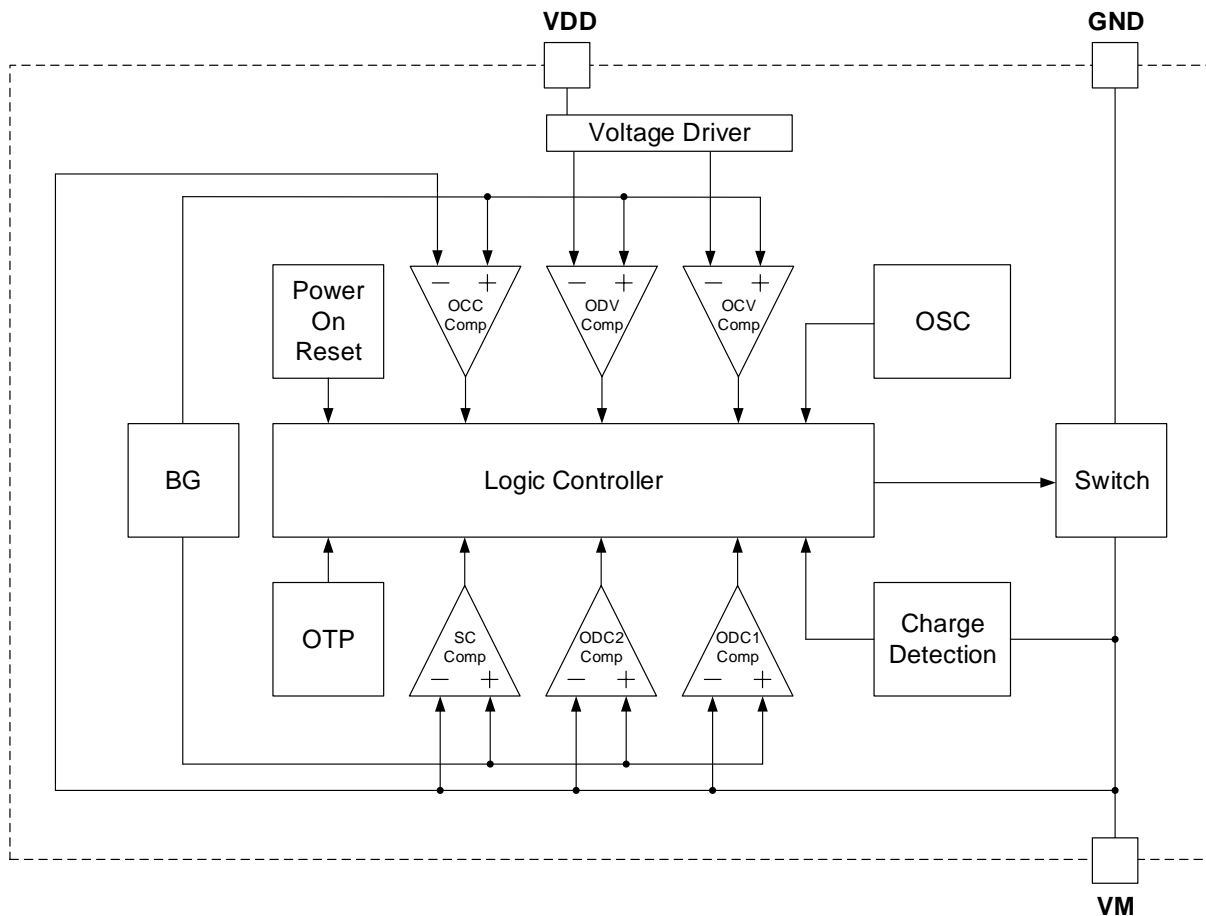 VDD
GND
Voltage Driver
− +
OCC
Comp
− +
ODV
Comp
− +
OCV
Comp
Power
On
Reset
OSC
BG
Logic Controller
Switch
OTP
SC
Comp
− +
ODC2
Comp
− +
ODC1
Comp
− +
Charge
Detection
VM